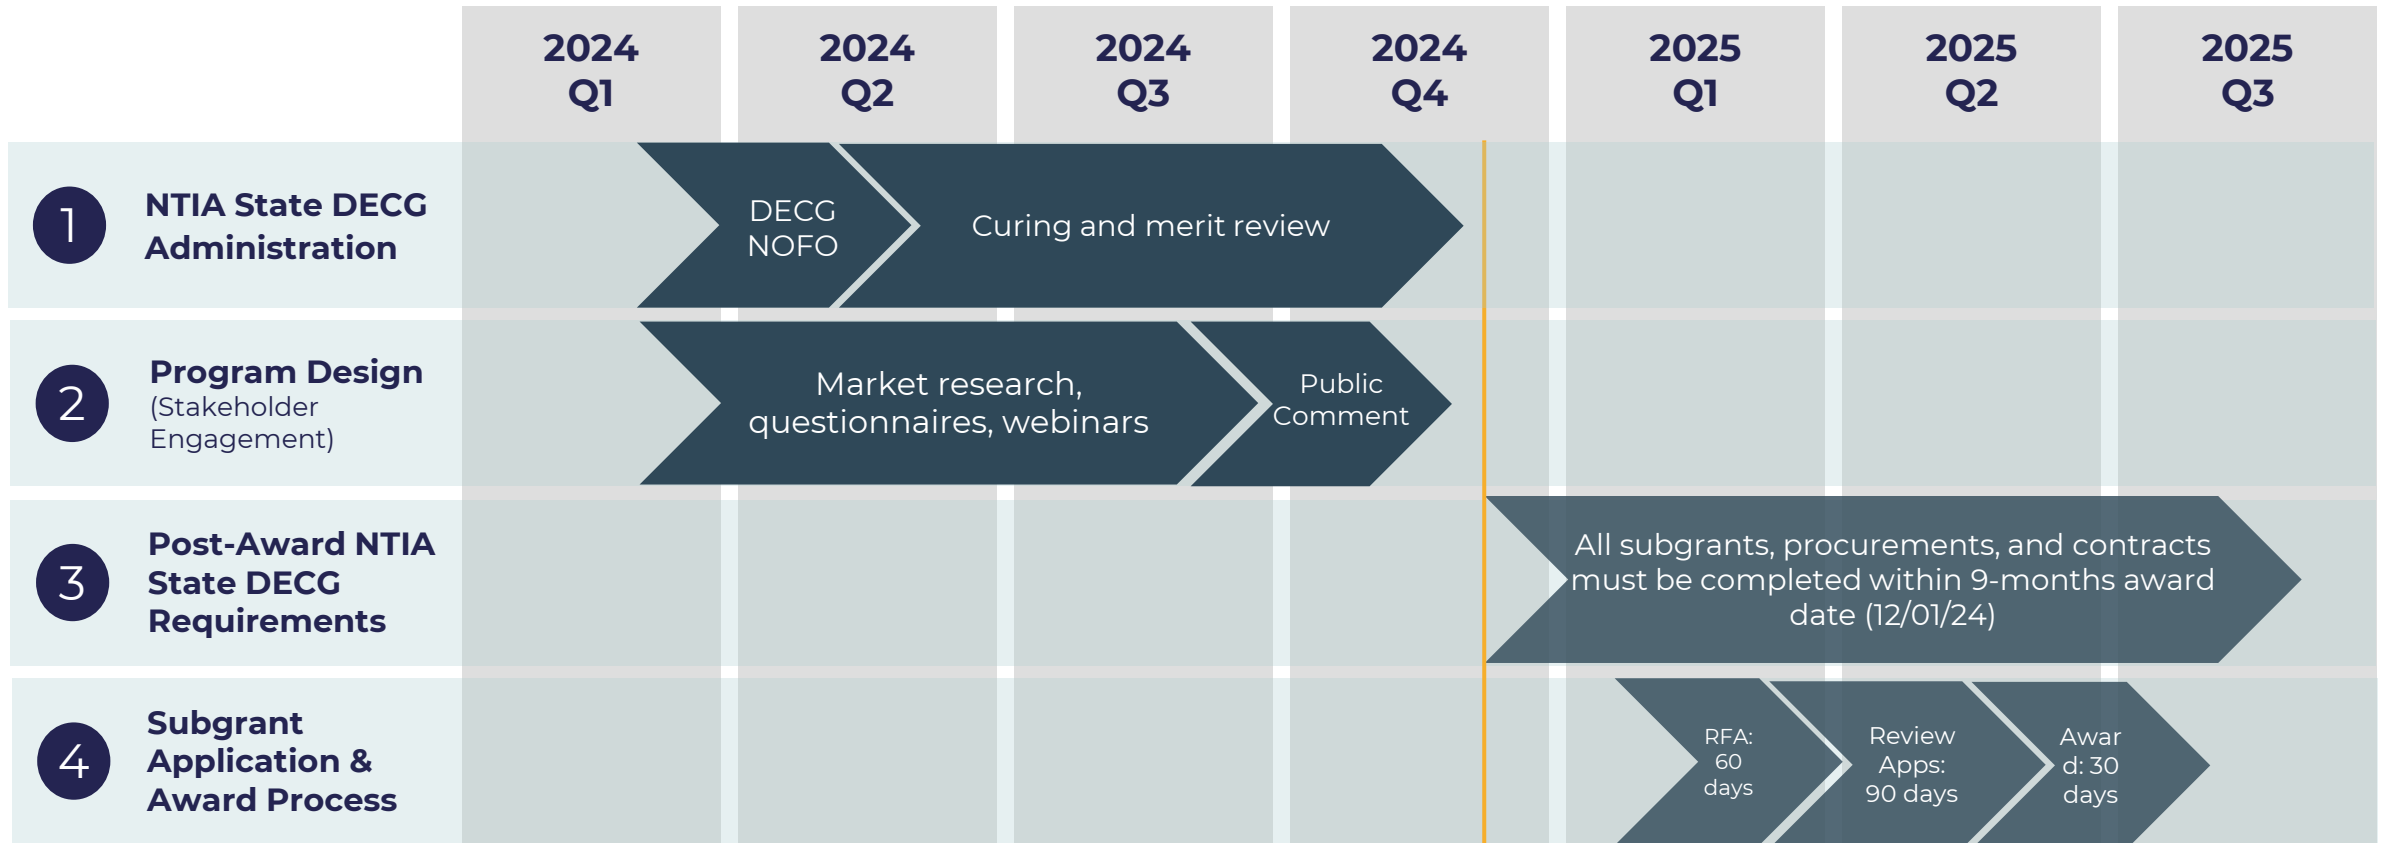 2024
Q1
2024
Q2
2024
Q3
2024
Q4
2025
Q1
2025
Q2
2025
Q3
1
NTIA State DECG
Administration
DECG
NOFO
Curing and merit review
2
Program Design
(Stakeholder
Engagement)
Market research,
questionnaires, webinars
Public
Comment
3
Post-Award NTIA
State DECG
Requirements
All subgrants, procurements, and contracts
must be completed within 9-months award
date (12/01/24)
4
Subgrant
Application &
Award Process
RFA:
60
days
Review
Apps:
90 days
Awar
d: 30
days